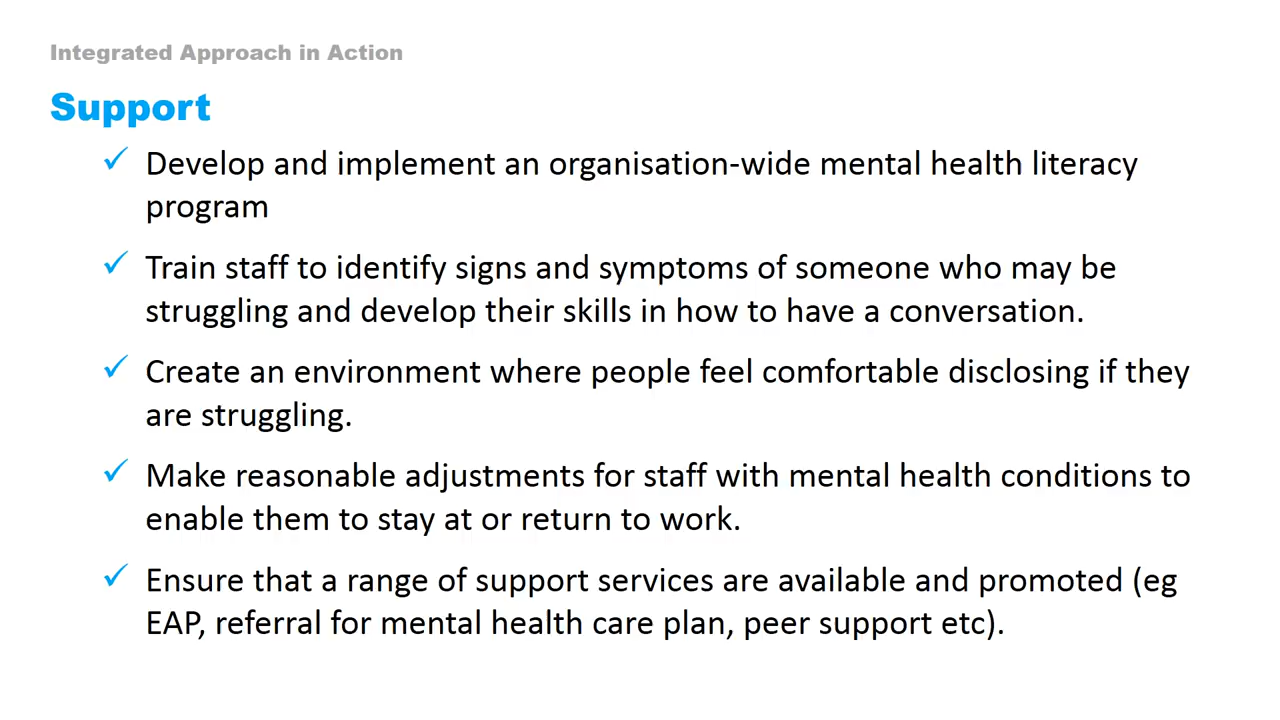 Integrated Approach in Action
Support
✓ Develop and implement an organisation-wide mental health literacy
program
✓ Train staff to identify signs and symptoms of someone who may be
struggling and develop their skills in how to have a conversation.
✓ Create an environment where people feel comfortable disclosing if they
are struggling.
✓ Make reasonable adjustments for staff with mental health conditions to
enable them to stay at or return to work.
✓ Ensure that a range of support services are available and promoted (eg
EAP, referral for mental health care plan, peer support etc).